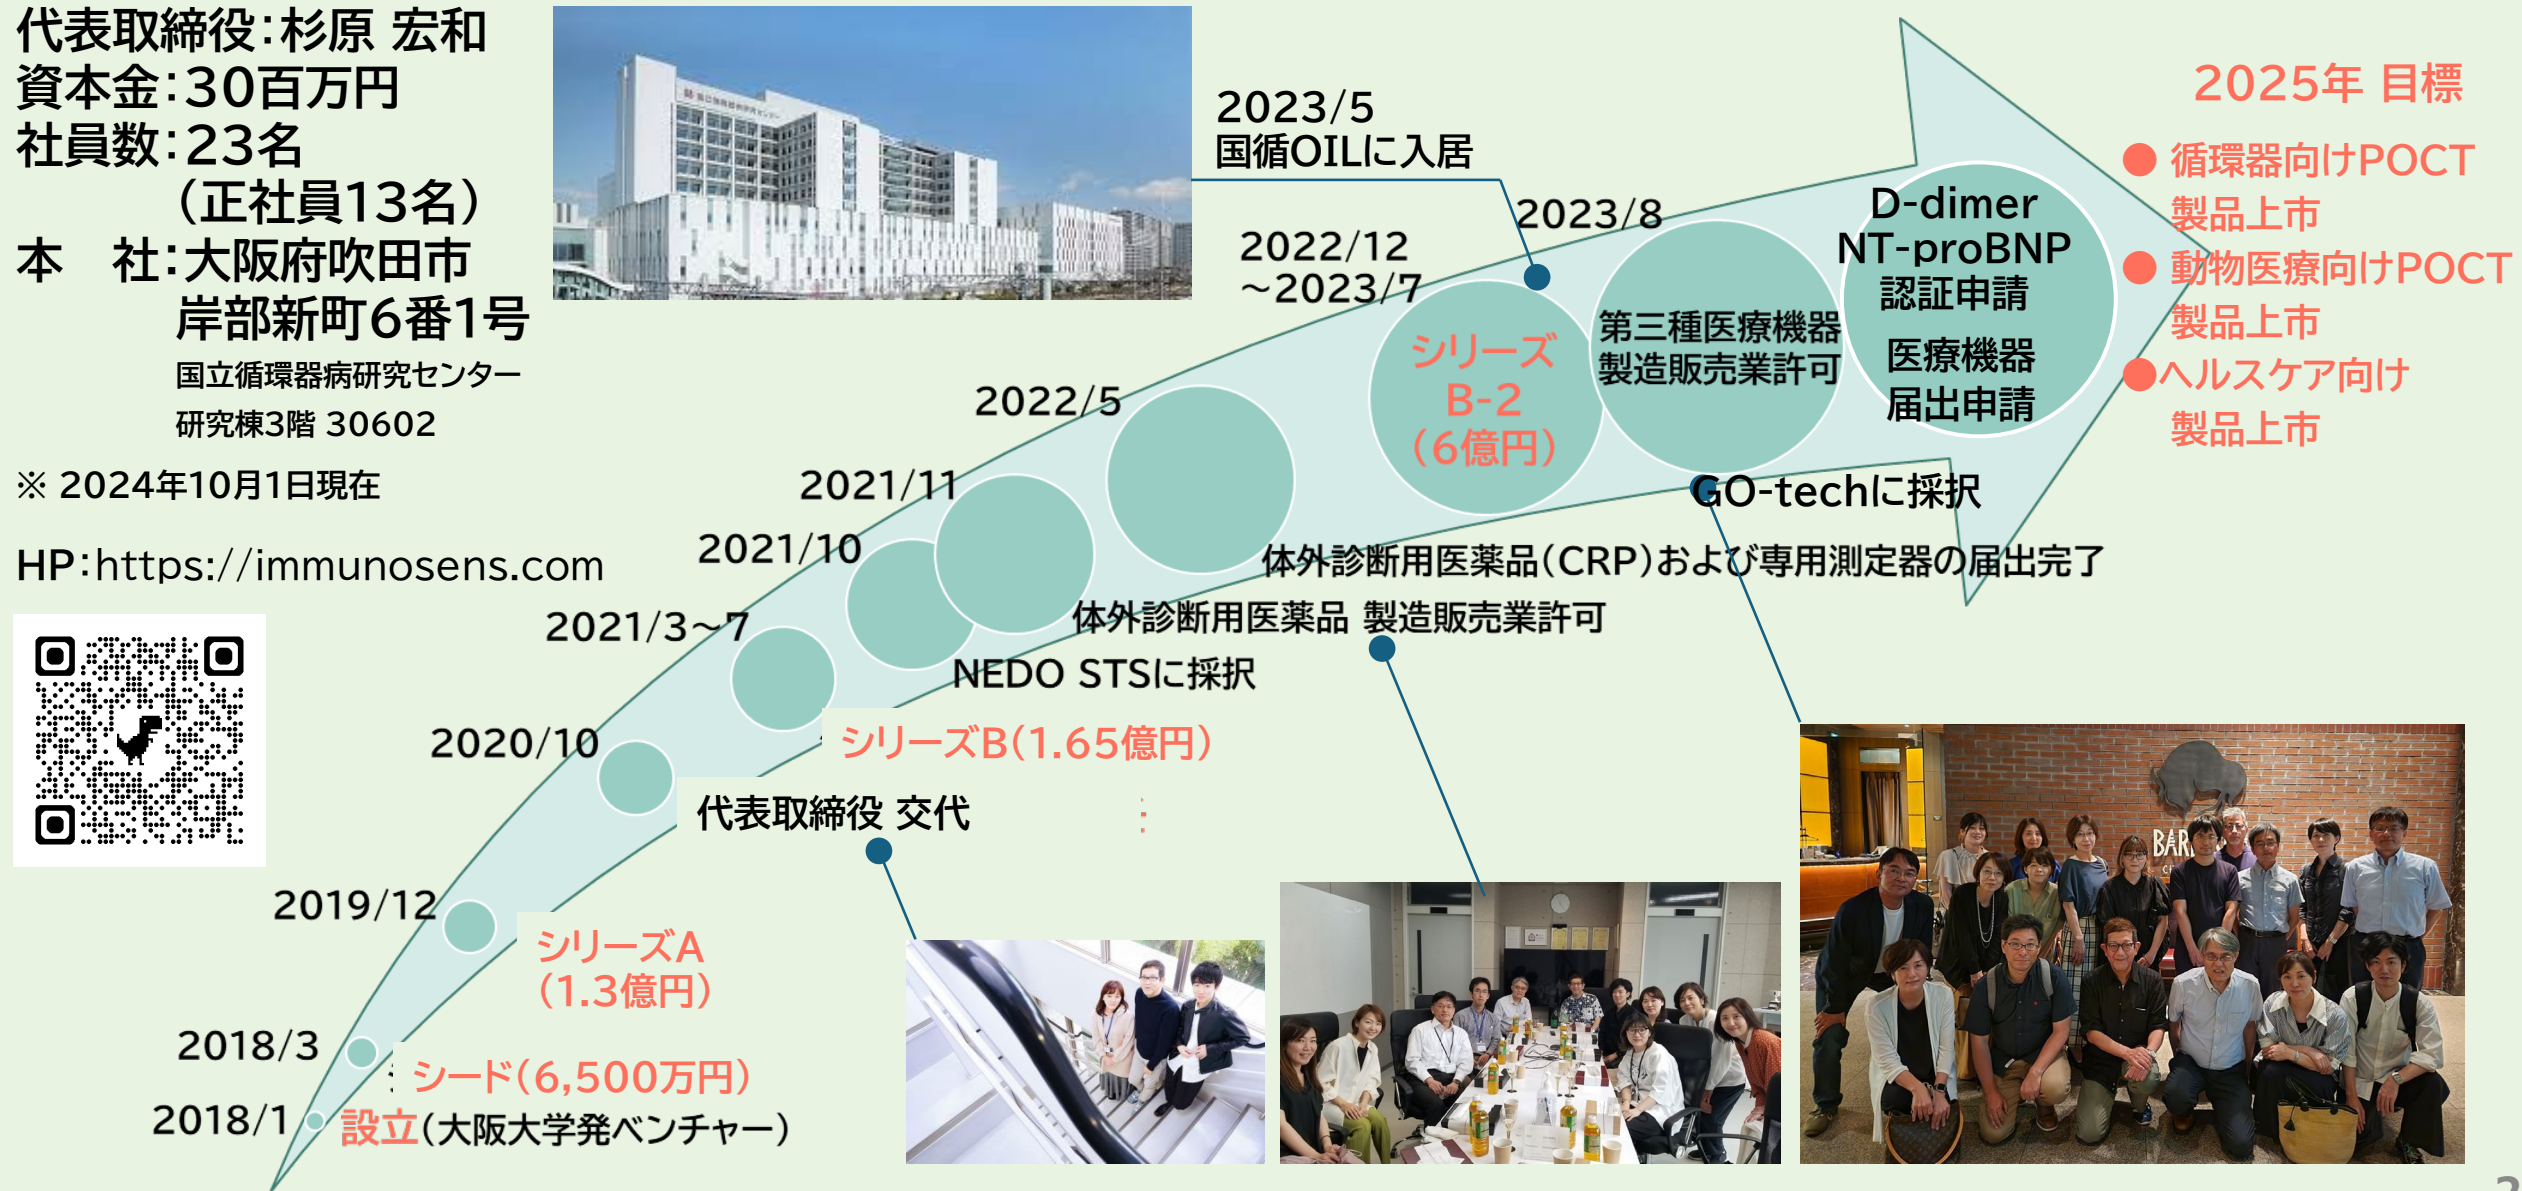 代表取締役：杉原 宏和
資本金：30百万円
社員数：23名
（正社員13名）
本　社：大阪府吹田市
岸部新町6番1号
国立循環器病研究センター
研究棟3階 30602
※ 2024年10月1日現在
HP：https://immunosens.com
2018/1
設立（大阪大学発ベンチャー）
2018/3
シード（6,500万円）
2019/12
シリーズA
（1.3億円）
2020/10
代表取締役 交代
2021/3～7
シリーズB（1.65億円）
2021/10
NEDO STSに採択
2021/11
体外診断用医薬品 製造販売業許可
2022/5
体外診断用医薬品（CRP）および専用測定器の届出完了
2022/12
～2023/7
シリーズ
B-2
（6億円）
2023/5
国循OILに入居
2023/8
第三種医療機器
製造販売業許可
GO-techに採択
D-dimer
NT-proBNP
認証申請
医療機器
届出申請
2025年 目標
● 循環器向けPOCT
製品上市
● 動物医療向けPOCT
製品上市
●ヘルスケア向け
製品上市